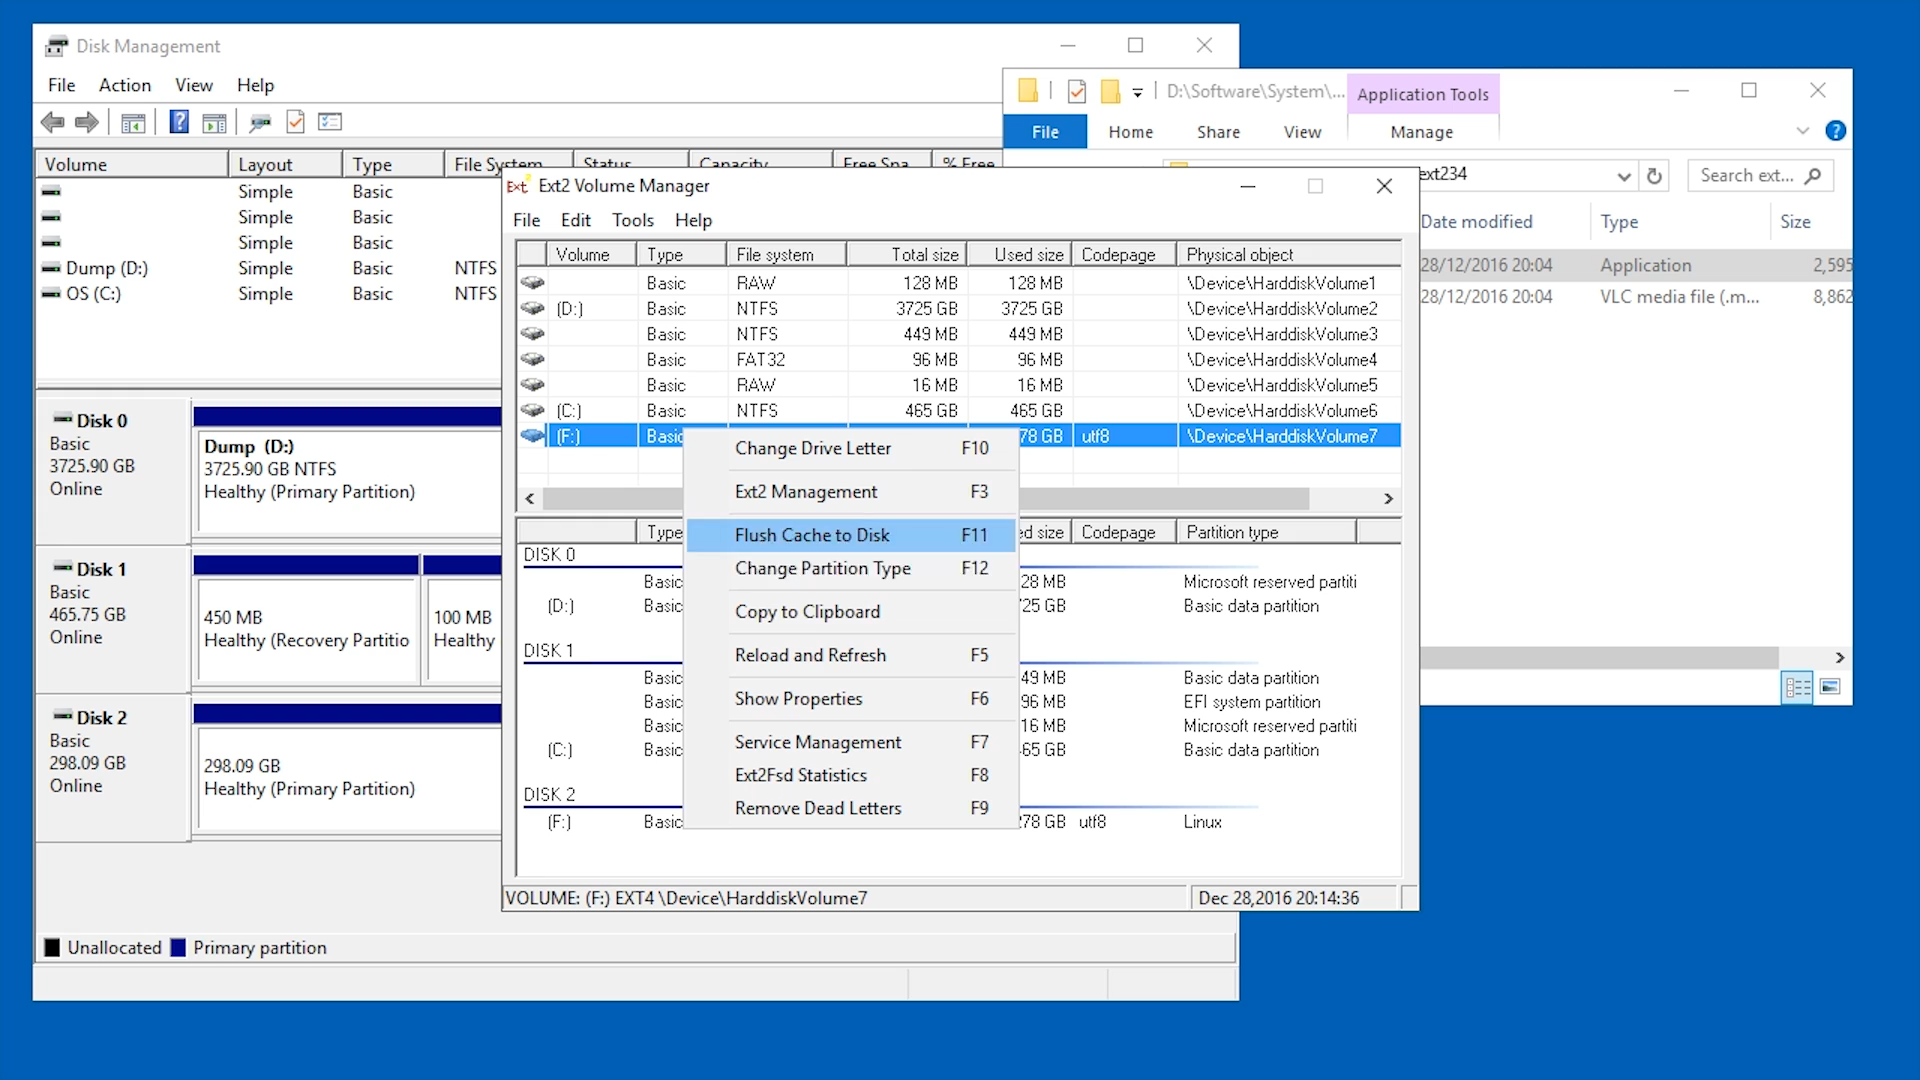 Disk Management
File Action View Help
Volume Layout Type File System Status Capacity Free Spa... % Free
Simple Basic
Simple Basic
Simple Basic
Dump (D:) Simple Basic NTFS
OS (C:) Simple Basic NTFS
Disk 0
Basic
3725.90 GB
Online
Dump (D:)
3725.90 GB NTFS
Healthy (Primary Partition)
Disk 1
Basic
465.75 GB
Online
450 MB
Healthy (Recovery Partitio
100 MB
Healthy
Disk 2
Basic
298.09 GB
Online
298.09 GB
Healthy (Primary Partition)
Unallocated Primary partition
D:\Software\System\... Application Tools
File Home Share View Manage
ext234 Search ext...
Date modified Type Size
28/12/2016 20:04 Application 2,595
28/12/2016 20:04 VLC media file (.m... 8,862
Ext2 Volume Manager
File Edit Tools Help
Volume Type File system Total size Used size Codepage Physical object
Basic RAW 128 MB 128 MB \Device\HarddiskVolume1
(D:) Basic NTFS 3725 GB 3725 GB \Device\HarddiskVolume2
Basic NTFS 449 MB 449 MB \Device\HarddiskVolume3
Basic FAT32 96 MB 96 MB \Device\HarddiskVolume4
Basic RAW 16 MB 16 MB \Device\HarddiskVolume5
(C:) Basic NTFS 465 GB 465 GB \Device\HarddiskVolume6
(F:) Basic 78 GB utf8 \Device\HarddiskVolume7
Change Drive Letter F10
Ext2 Management F3
Flush Cache to Disk F11
Change Partition Type F12
Copy to Clipboard
Reload and Refresh F5
Show Properties F6
Service Management F7
Ext2Fsd Statistics F8
Remove Dead Letters F9
Type ed size Codepage Partition type
DISK 0
Basic 28 MB Microsoft reserved partiti
(D:) Basic 25 GB Basic data partition
DISK 1
Basic 49 MB Basic data partition
Basic 96 MB EFI system partition
Basic 16 MB Microsoft reserved partiti
(C:) Basic 65 GB Basic data partition
DISK 2
(F:) Basic 78 GB utf8 Linux
VOLUME: (F:) EXT4 \Device\HarddiskVolume7 Dec 28,2016 20:14:36